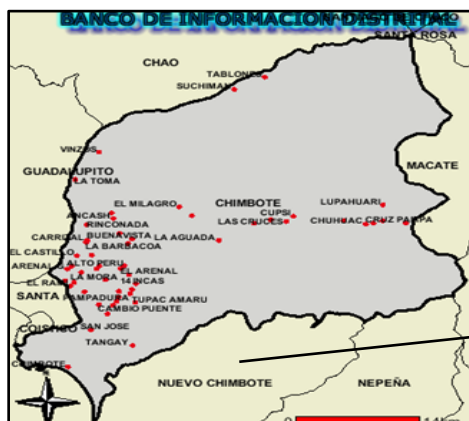 BANCO DE INFORMACION DISTRITAL
SANTA ROSA
CHAO
TABLONES
SUCHIMAN
VINZOS
MACATE
GUADALUPITO
LA TOMA
EL MILAGRO
CHIMBOTE
LUPAHUARI
ANCASH
CUPSI
RINCONADA
LAS CRUCES
CHUHUAC
CRUZ PAMPA
CARRIZAL
BUENAVISTA
LA AGUADA
LA BARBACOA
EL CASTILLO
ARENAL
ALTO PERU
EL ARENAL
LA MORA
14 INCAS
SANTA
PAMPADURA
TUPAC AMARU
CAMBIO PUENTE
COISHCO
SAN JOSE
TANGAY
CHIMBOTE
NUEVO CHIMBOTE
NEPEÑA
0 14km